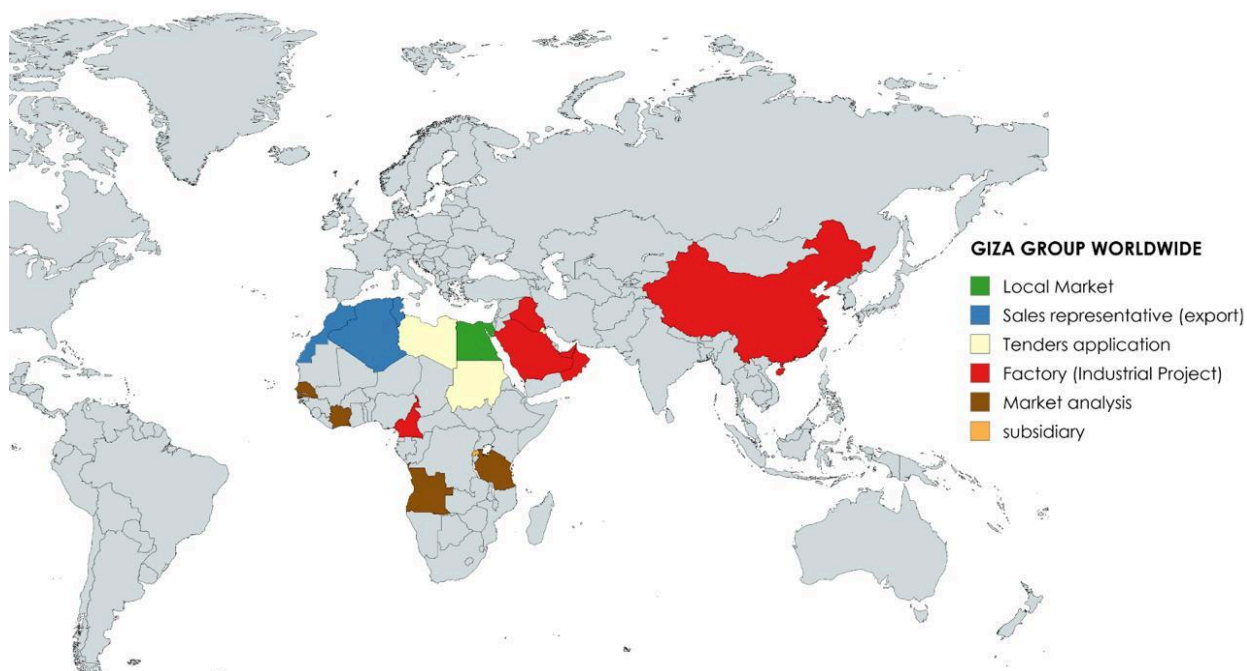 GIZA GROUP WORLDWIDE
Local Market
Sales representative (export)
Tenders application
Factory (Industrial Project)
Market analysis
subsidiary